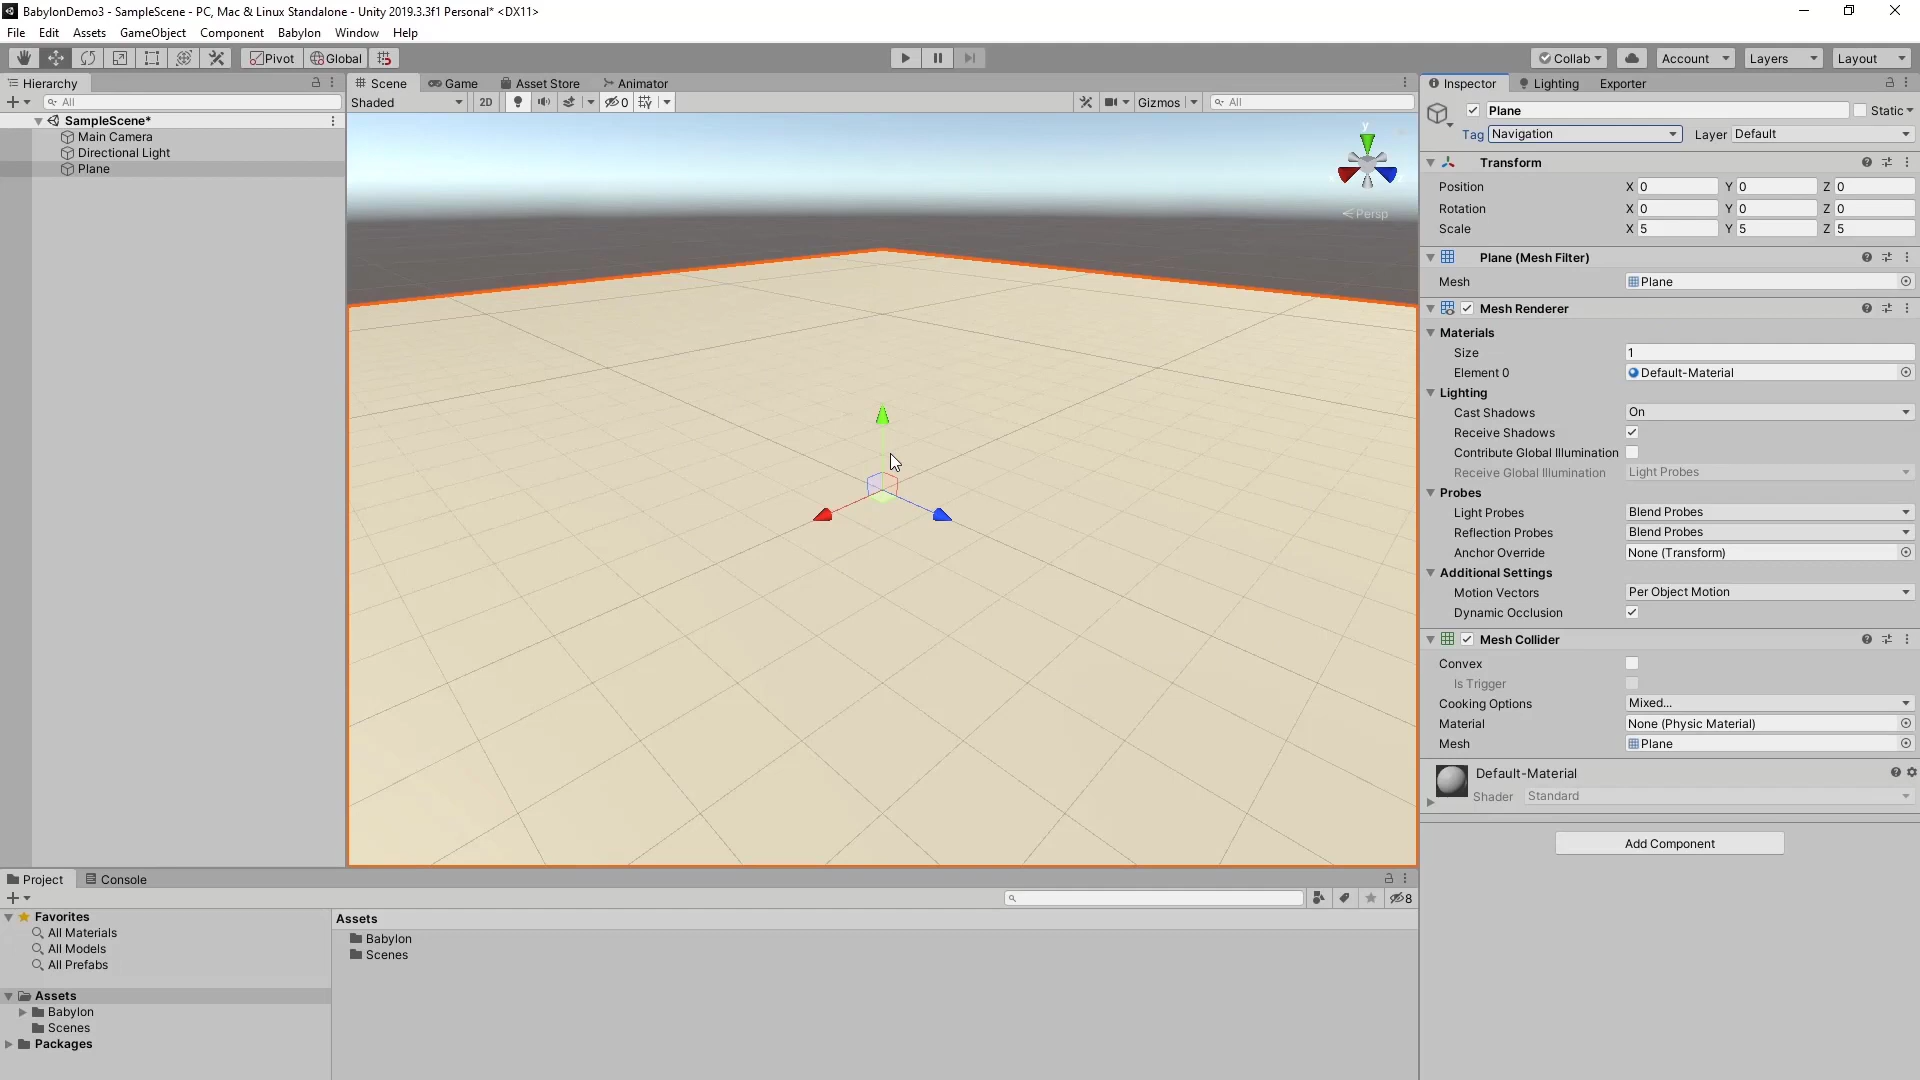 BabylonDemo3 - SampleScene - PC, Mac & Linux Standalone - Unity 2019.3.3f1 Personal* <DX11>
File Edit Assets GameObject Component Babylon Window Help
Pivot Global Collab Account Layers Layout
Hierarchy
All
SampleScene*
Main Camera
Directional Light
Plane
Scene Game Asset Store Animator
Shaded 2D 0 Gizmos All
y
Persp
Inspector Lighting Exporter
Plane Static
Tag Navigation Layer Default
Transform
Position X 0 Y 0 Z 0
Rotation X 0 Y 0 Z 0
Scale X 5 Y 5 Z 5
Plane (Mesh Filter)
Mesh Plane
Mesh Renderer
Materials
Size 1
Element 0 Default-Material
Lighting
Cast Shadows On
Receive Shadows
Contribute Global Illumination
Receive Global Illumination Light Probes
Probes
Light Probes Blend Probes
Reflection Probes Blend Probes
Anchor Override None (Transform)
Additional Settings
Motion Vectors Per Object Motion
Dynamic Occlusion
Mesh Collider
Convex
Is Trigger
Cooking Options Mixed...
Material None (Physic Material)
Mesh Plane
Default-Material
Shader Standard
Add Component
Project Console
8
Favorites
All Materials
All Models
All Prefabs
Assets
Babylon
Scenes
Packages
Assets
Babylon
Scenes